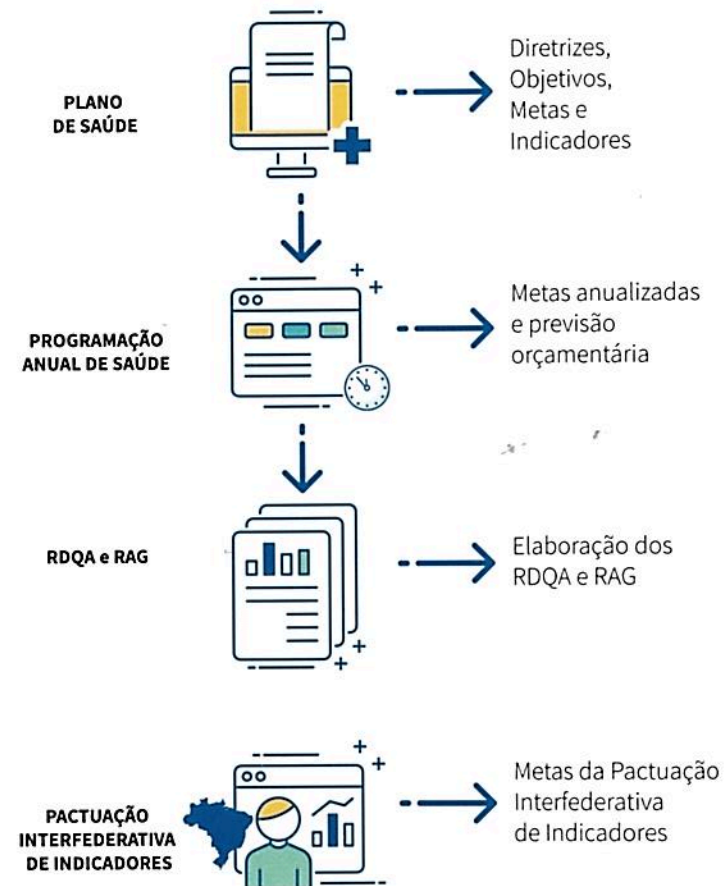 PLANO
DE SAÚDE
Diretrizes,
Objetivos,
Metas e
Indicadores
PROGRAMAÇÃO
ANUAL DE SAÚDE
Metas anualizadas
e previsão
orçamentária
RDQA e RAG
Elaboração dos
RDQA e RAG
PACTUAÇÃO
INTERFEDERATIVA
DE INDICADORES
Metas da Pactuação
Interfederativa
de Indicadores